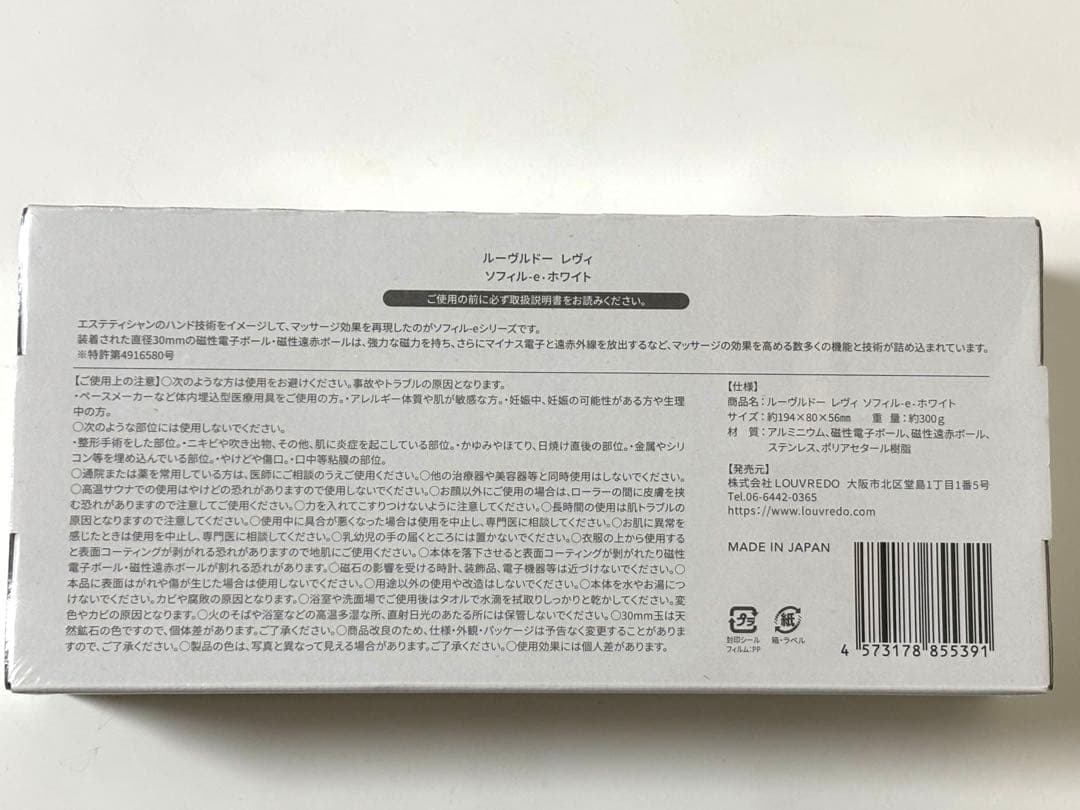 ルーヴルドー レヴィ
ソフィル-e・ホワイト
ご使用の前に必ず取扱説明書をお読みください。
エステティシャンのハンド技術をイメージして、マッサージ効果を再現したのがソフィル-eシリーズです。
装着された直径30mmの磁性電子ボール・磁性遠赤ボールは、強力な磁力を持ち、さらにマイナス電子と遠赤外線を放出するなど、マッサージの効果を高める数多くの機能と技術が詰め込まれています。
※特許第4916580号
【ご使用上の注意】○次のような方は使用をお避けください。事故やトラブルの原因となります。
・ペースメーカーなど体内埋込型医療用具をご使用の方。・アレルギー体質や肌が敏感な方。・妊娠中、妊娠の可能性がある方や生理
中の方。
○次のような部位には使用しないでください。
・整形手術をした部位。・ニキビや吹き出物、その他、肌に炎症を起こしている部位。・かゆみやほてり、日焼け直後の部位。・金属やシリ
コン等を埋め込んでいる部位。・やけどや傷口。・口中等粘膜の部位。
○通院または薬を常用している方は、医師にご相談のうえご使用ください。○他の治療器や美容器等と同時使用はしないでください。
○高温サウナでの使用はやけどの恐れがありますので使用しないでください。○お顔以外にご使用の場合は、ローラーの間に皮膚を挟
む恐れがありますので注意してご使用ください。○力を入れてこすりつけないように注意してください。○長時間の使用は肌トラブルの
原因となりますので注意してください。○使用中に具合が悪くなった場合は使用を中止し、専門医に相談してください。○お肌に異常を
感じたときは使用を中止し、専門医に相談してください。○乳幼児の手の届くところには置かないでください。○衣服の上から使用する
と表面コーティングが剥がれる恐れがありますので地肌にご使用ください。○本体を落下させると表面コーティングが剥がれたり磁性
電子ボール・磁性遠赤ボールが割れる恐れがあります。○磁石の影響を受ける時計、装飾品、電子機器等は近づけないでください。○
本品に表面はがれや傷が生じた場合は使用しないでください。○用途以外の使用や改造はしないでください。○本体を水やお湯につ
けないでください。カビや腐敗の原因となります。○浴室や洗面場でご使用後はタオルで水滴を拭取りしっかりと乾かしてください。変
色やカビの原因となります。○火のそばや浴室などの高温多湿な所、直射日光のあたる所には保管しないでください。○30mm玉は天
然鉱石の色ですので、個体差があります。ご了承ください。○商品改良のため、仕様・外観・パッケージは予告なく変更することがありま
すので、ご了承ください。○製品の色は、写真と異なって見える場合があります。ご了承ください。○使用効果には個人差があります。
【仕様】
商品名：ルーヴルドー レヴィ ソフィル-e・ホワイト
サイズ：約194×80×56mm 重 量：約300g
材 質：アルミニウム、磁性電子ボール、磁性遠赤ボール、
ステンレス、ポリアセタール樹脂
【発売元】
株式会社 LOUVREDO 大阪市北区堂島1丁目1番5号
Tel.06-6442-0365
https://www.louvredo.com
MADE IN JAPAN
プラ
封印シール
フィルム：PP
紙
箱・ラベル
4 573178 855391